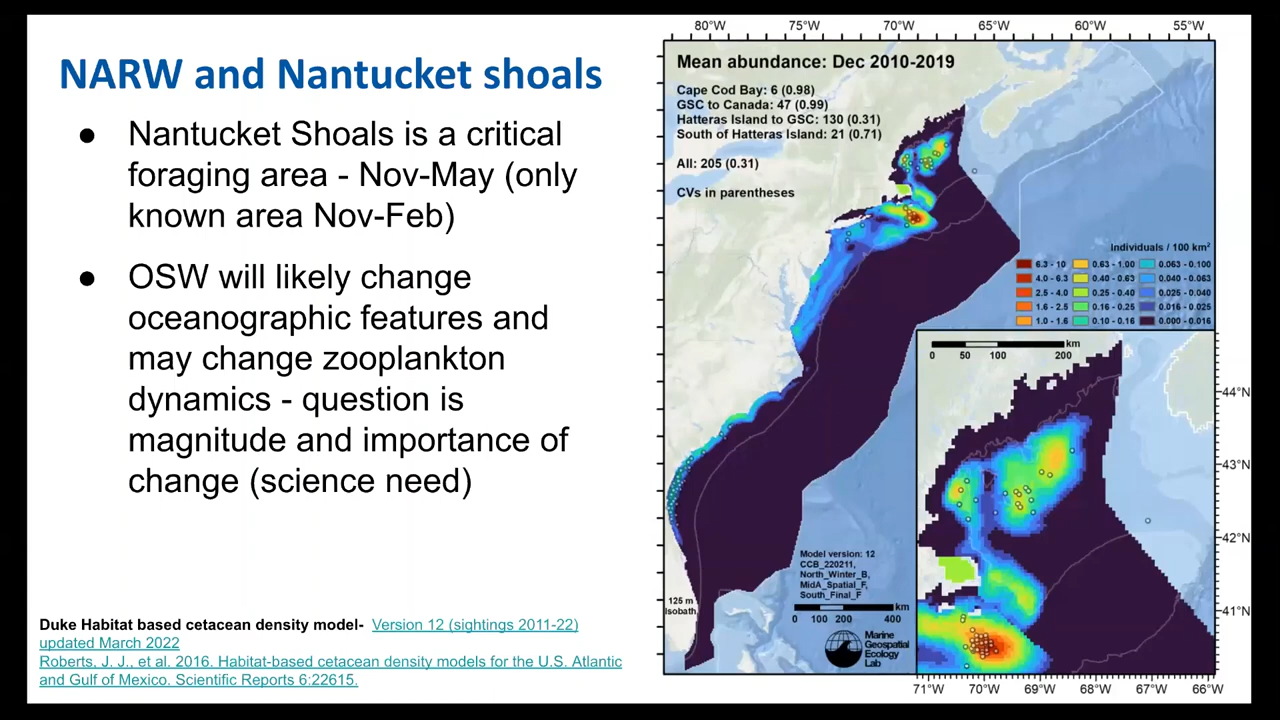 NARW and Nantucket shoals
● Nantucket Shoals is a critical
foraging area - Nov-May (only
known area Nov-Feb)
● OSW will likely change
oceanographic features and
may change zooplankton
dynamics - question is
magnitude and importance of
change (science need)
Duke Habitat based cetacean density model- Version 12 (sightings 2011-22)
updated March 2022
Roberts, J. J., et al. 2016. Habitat-based cetacean density models for the U.S. Atlantic
and Gulf of Mexico. Scientific Reports 6:22615.
80°W 75°W 70°W 65°W 60°W 55°W
Mean abundance: Dec 2010-2019
Cape Cod Bay: 6 (0.98)
GSC to Canada: 47 (0.99)
Hatteras Island to GSC: 130 (0.31)
South of Hatteras Island: 21 (0.71)
All: 205 (0.31)
CVs in parentheses
Individuals / 100 km²
6.3 - 10 0.63 - 1.00 0.063 - 0.100
4.0 - 6.3 0.40 - 0.63 0.040 - 0.063
2.5 - 4.0 0.25 - 0.40 0.025 - 0.040
1.6 - 2.5 0.16 - 0.25 0.016 - 0.025
1.0 - 1.6 0.10 - 0.16 0.000 - 0.016
km
0 50 100 200
44°N
43°N
42°N
41°N
Model version: 12
CCB_220211,
North_Winter_B,
MidA_Spatial_F,
South_Final_F
125 m
isobath
km
0 100 200 400
Marine
Geospatial
Ecology
Lab
71°W 70°W 69°W 68°W 67°W 66°W